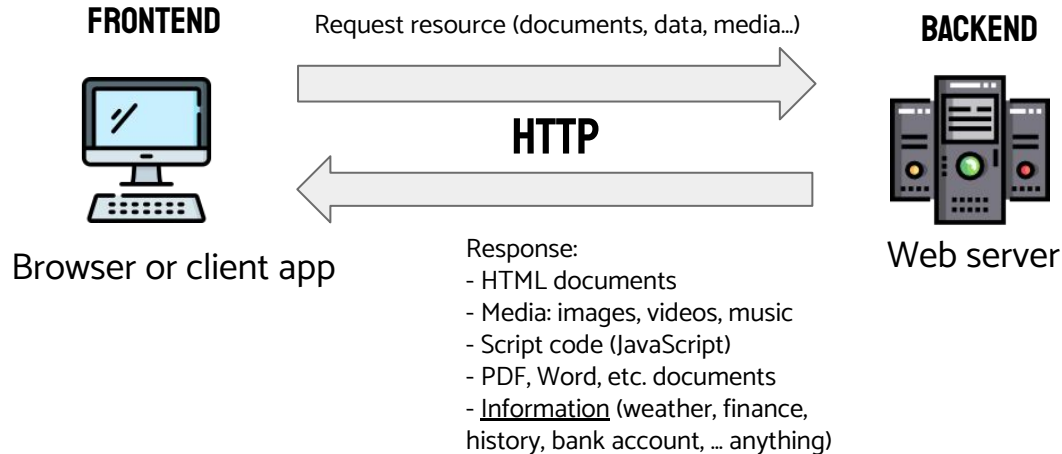 FRONTEND
Request resource (documents, data, media...)
BACKEND
HTTP
Browser or client app
Web server
Response:
- HTML documents
- Media: images, videos, music
- Script code (JavaScript)
- PDF, Word, etc. documents
- Information (weather, finance,
history, bank account, ... anything)